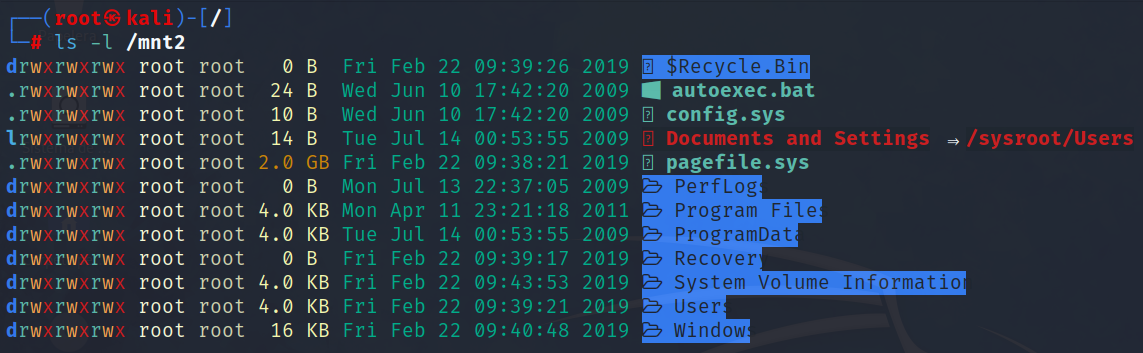 ┌──(root㉿kali)-[/]
└─# ls -l /mnt2
drwxrwxrwx root root 0 B Fri Feb 22 09:39:26 2019 $Recycle.Bin
.rwxrwxrwx root root 24 B Wed Jun 10 17:42:20 2009 autoexec.bat
.rwxrwxrwx root root 10 B Wed Jun 10 17:42:20 2009 config.sys
lrwxrwxrwx root root 14 B Tue Jul 14 00:53:55 2009 Documents and Settings ⇒ /sysroot/Users
.rwxrwxrwx root root 2.0 GB Fri Feb 22 09:38:21 2019 pagefile.sys
drwxrwxrwx root root 0 B Mon Jul 13 22:37:05 2009 PerfLogs
drwxrwxrwx root root 4.0 KB Mon Apr 11 23:21:18 2011 Program Files
drwxrwxrwx root root 4.0 KB Tue Jul 14 00:53:55 2009 ProgramData
drwxrwxrwx root root 0 B Fri Feb 22 09:39:17 2019 Recovery
drwxrwxrwx root root 4.0 KB Fri Feb 22 09:43:53 2019 System Volume Information
drwxrwxrwx root root 4.0 KB Fri Feb 22 09:39:21 2019 Users
drwxrwxrwx root root 16 KB Fri Feb 22 09:40:48 2019 Windows